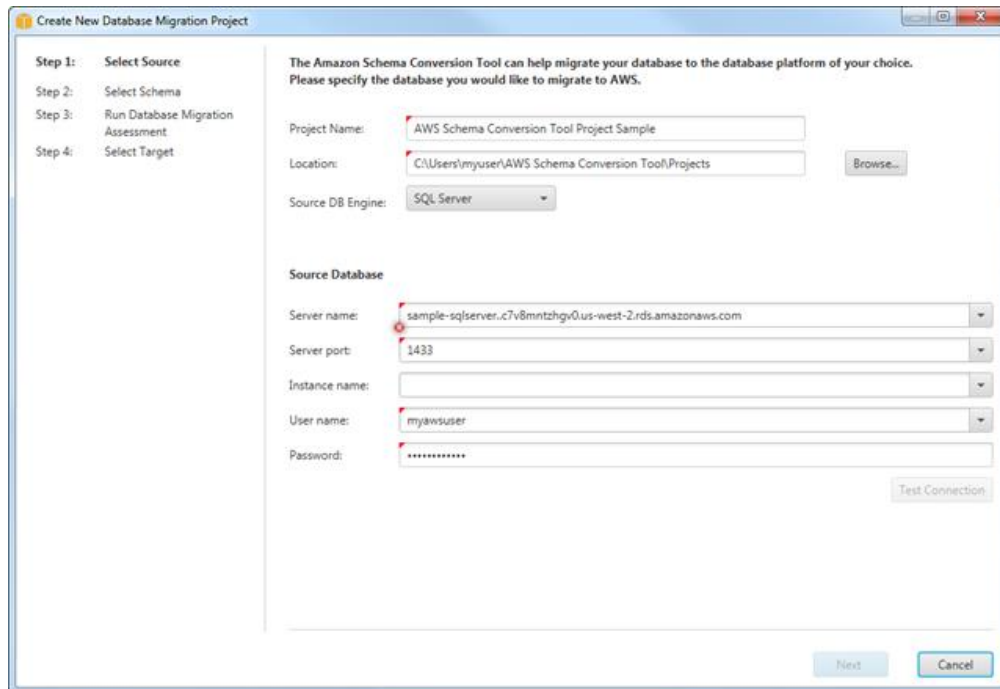 Create New Database Migration Project
Step 1: Select Source
Step 2: Select Schema
Step 3: Run Database Migration
Assessment
Step 4: Select Target
The Amazon Schema Conversion Tool can help migrate your database to the database platform of your choice.
Please specify the database you would like to migrate to AWS.
Project Name: AWS Schema Conversion Tool Project Sample
Location: C:\Users\myuser\AWS Schema Conversion Tool\Projects Browse...
Source DB Engine: SQL Server
Source Database
Server name: sample-sqlserver..c7v8mntzhgv0.us-west-2.rds.amazonaws.com
Server port: 1433
Instance name:
User name: myawsuser
Password: ••••••••••••
Test Connection
Next Cancel